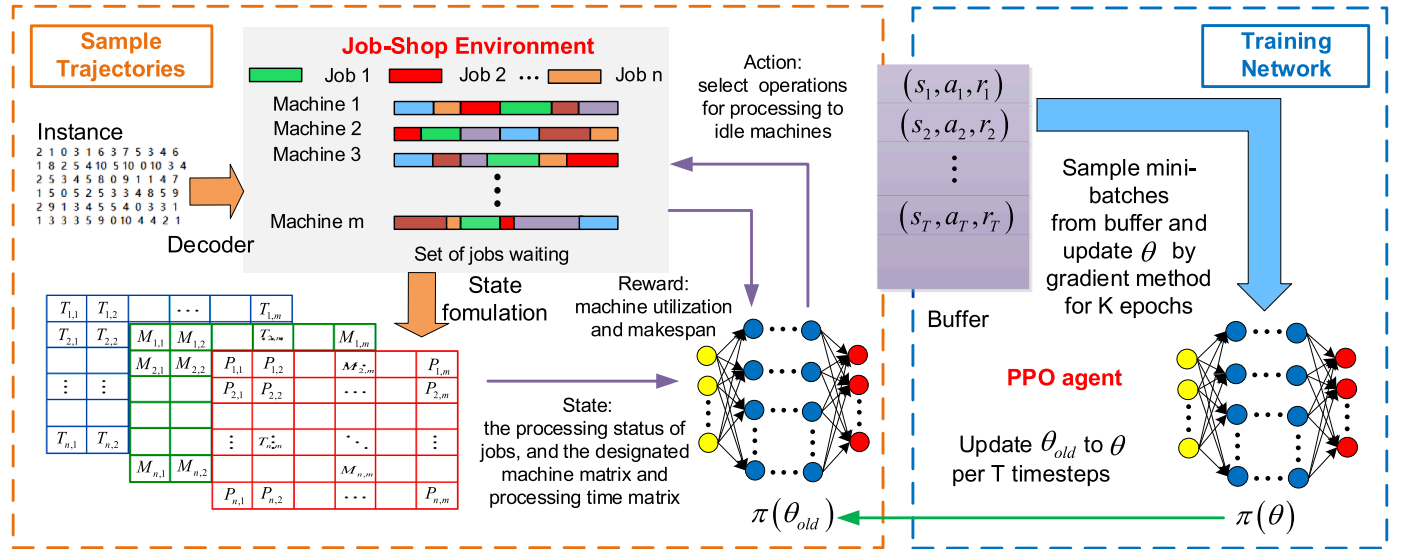 Sample
Trajectories
Job-Shop Environment
Job 1
Job 2
...
Job n
Machine 1
Machine 2
Machine 3
Machine m
Set of jobs waiting
Instance
2 1 0 3 1 6 3 7 5 3 4 6
1 8 2 5 4 10 5 10 0 10 3 4
2 5 3 4 5 8 0 9 1 1 4 7
1 5 0 5 2 5 3 3 4 8 5 9
2 9 1 3 4 5 5 4 0 3 3 1
1 3 3 3 5 9 0 10 4 4 2 1
Decoder
State
fomulation
Action:
select operations
for processing to
idle machines
Reward:
machine utilization
and makespan
State:
the processing status of
jobs, and the designated
machine matrix and
processing time matrix
T1,1 T1,2 ... T1,m
T2,1 T2,2
Tn,1 Tn,2
M1,1 M1,2 M1,m
M2,1 M2,2 M2,m
Mn,1 Mn,2 Mn,m
P1,1 P1,2 P1,m
P2,1 P2,2 ... P2,m
Pn,1 Pn,2 ... Pn,m
π(θold)
(s1, a1, r1)
(s2, a2, r2)
(sT, aT, rT)
Buffer
Training
Network
Sample mini-
batches
from buffer and
update θ by
gradient method
for K epochs
PPO agent
Update θold to θ
per T timesteps
π(θ)